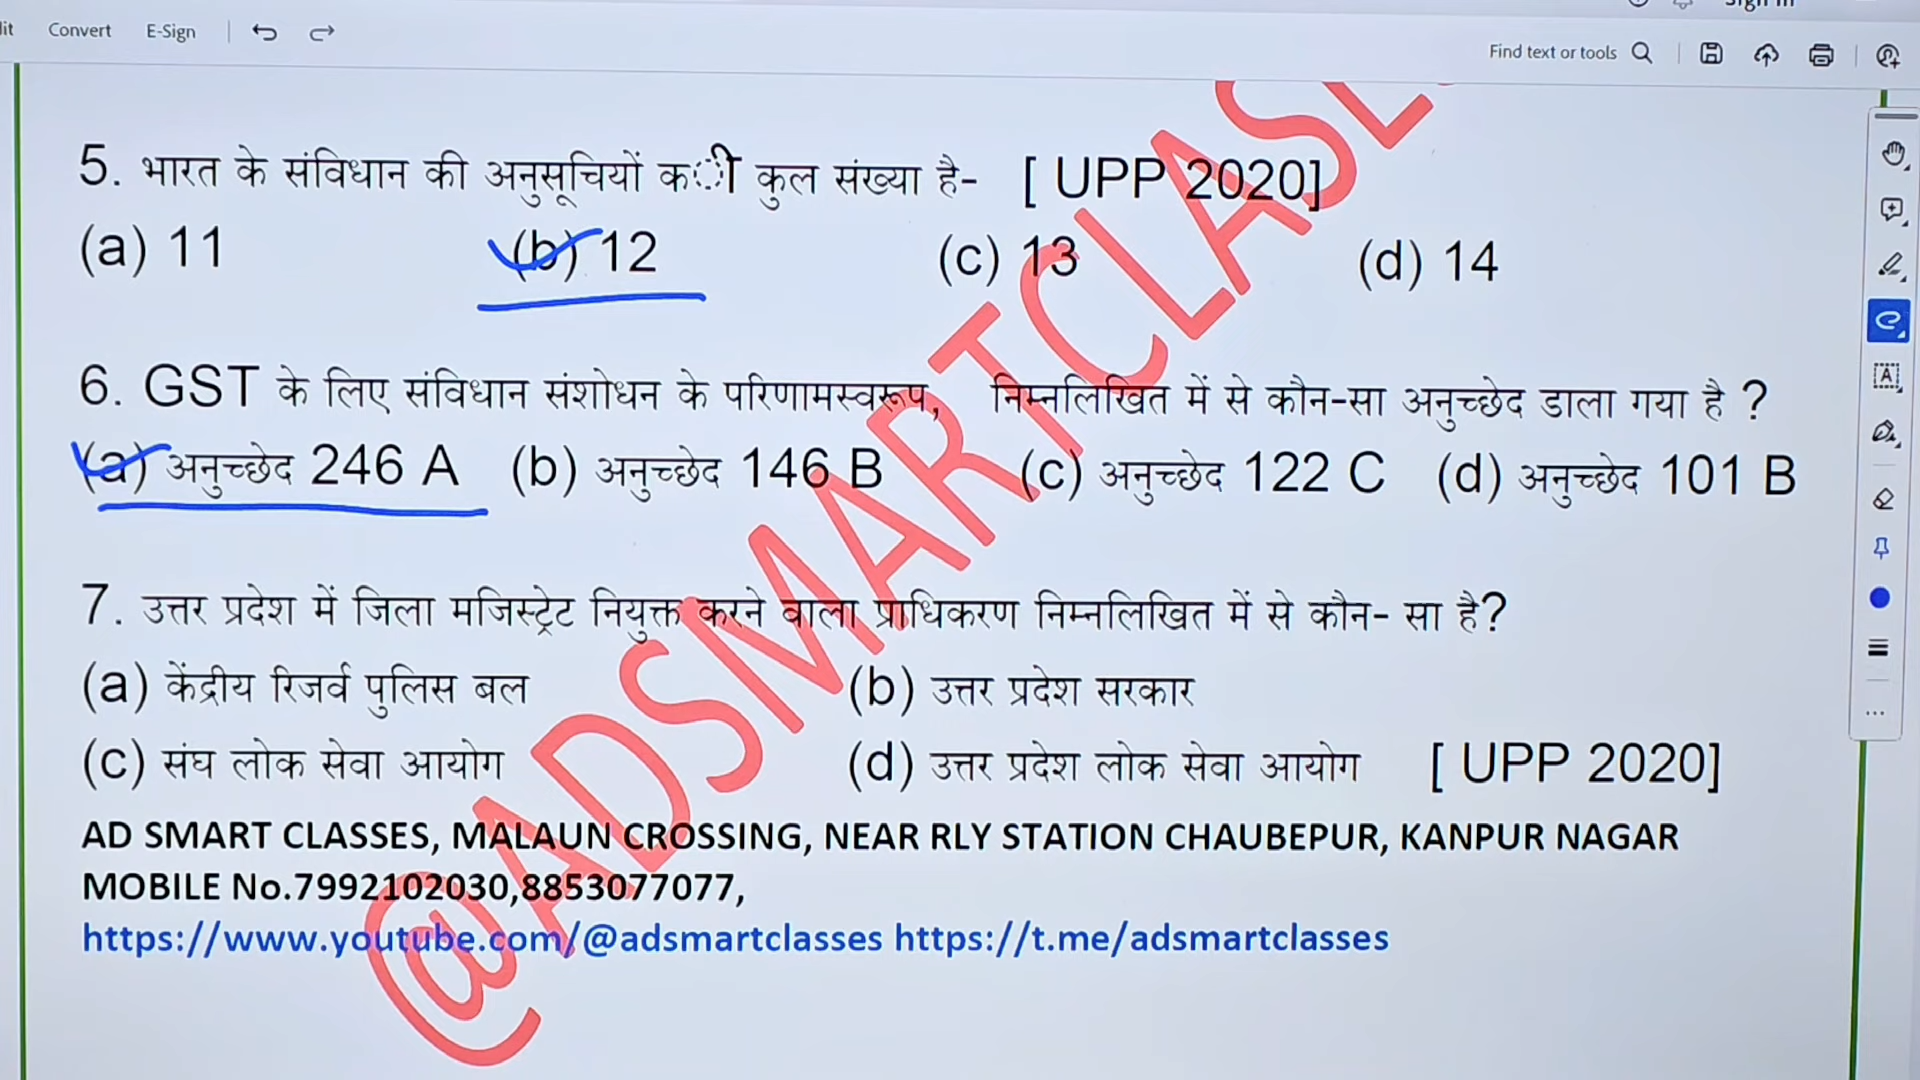 Convert E-Sign
Find text or tools
5. भारत के संविधान की अनुसूचियों की कुल संख्या है- [ UPP 2020]
(a) 11 (b) 12 (c) 13 (d) 14
6. GST के लिए संविधान संशोधन के परिणामस्वरूप, निम्नलिखित में से कौन-सा अनुच्छेद डाला गया है ?
(a) अनुच्छेद 246 A (b) अनुच्छेद 146 B (c) अनुच्छेद 122 C (d) अनुच्छेद 101 B
7. उत्तर प्रदेश में जिला मजिस्ट्रेट नियुक्त करने वाला प्राधिकरण निम्नलिखित में से कौन- सा है?
(a) केंद्रीय रिजर्व पुलिस बल (b) उत्तर प्रदेश सरकार
(c) संघ लोक सेवा आयोग (d) उत्तर प्रदेश लोक सेवा आयोग [ UPP 2020]
AD SMART CLASSES, MALAUN CROSSING, NEAR RLY STATION CHAUBEPUR, KANPUR NAGAR
MOBILE No.7992102030,8853077077,
https://www.youtube.com/@adsmartclasses https://t.me/adsmartclasses
@ADSMARTCLASE